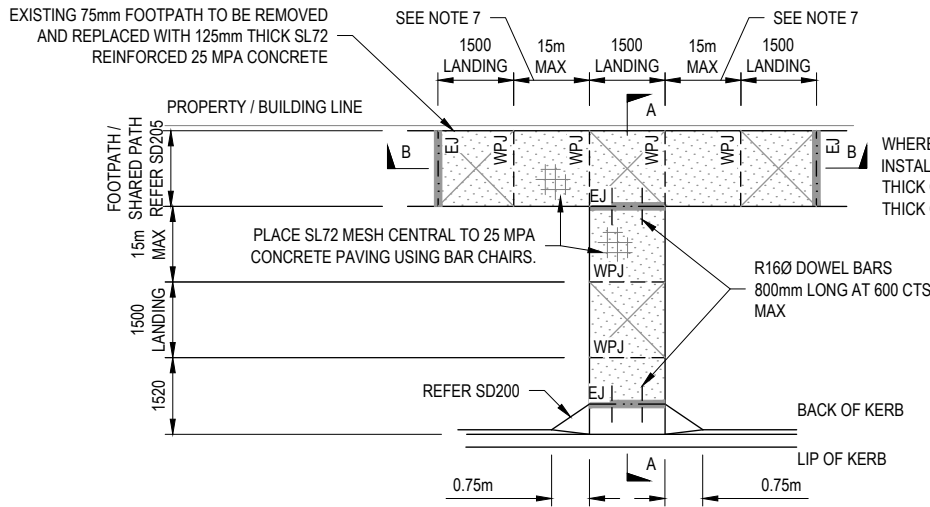 EXISTING 75mm FOOTPATH TO BE REMOVED
AND REPLACED WITH 125mm THICK SL72
REINFORCED 25 MPA CONCRETE
SEE NOTE 7
SEE NOTE 7
1500
LANDING
15m
MAX
1500
LANDING
15m
MAX
1500
LANDING
PROPERTY / BUILDING LINE
A
FOOTPATH /
SHARED PATH
REFER SD205
B
EJ
WPJ
WPJ
WPJ
WPJ
EJ
B
WHERE
INSTAL
THICK
THICK
EJ
15m
MAX
PLACE SL72 MESH CENTRAL TO 25 MPA
CONCRETE PAVING USING BAR CHAIRS.
WPJ
R16Ø DOWEL BARS
800mm LONG AT 600 CTS
MAX
1500
LANDING
WPJ
1520
REFER SD200
EJ
BACK OF KERB
LIP OF KERB
A
0.75m
0.75m